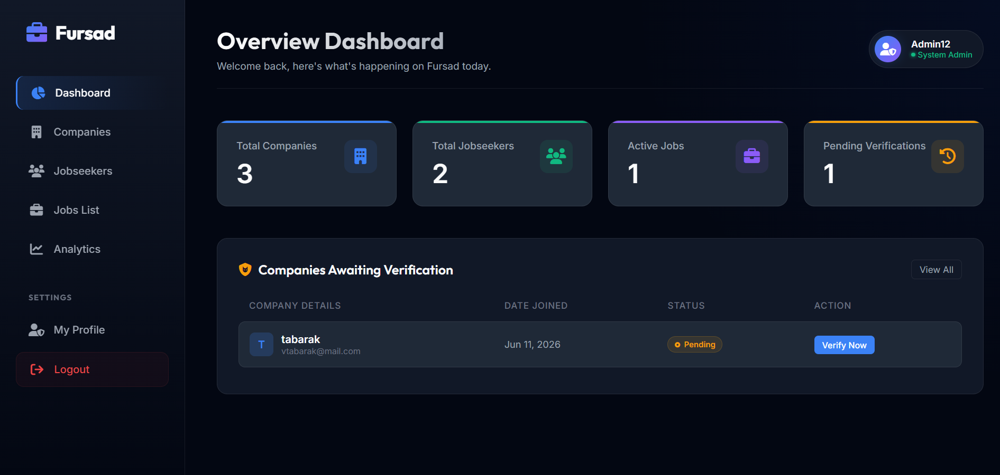 Fursad
Dashboard
Companies
Jobseekers
Jobs List
Analytics
SETTINGS
My Profile
Logout
Overview Dashboard
Welcome back, here's what's happening on Fursad today.
Admin12
System Admin
Total Companies
3
Total Jobseekers
2
Active Jobs
1
Pending Verifications
1
Companies Awaiting Verification
View All
COMPANY DETAILS DATE JOINED STATUS ACTION
T
tabarak
vtabarak@mail.com
Jun 11, 2026
Pending
Verify Now